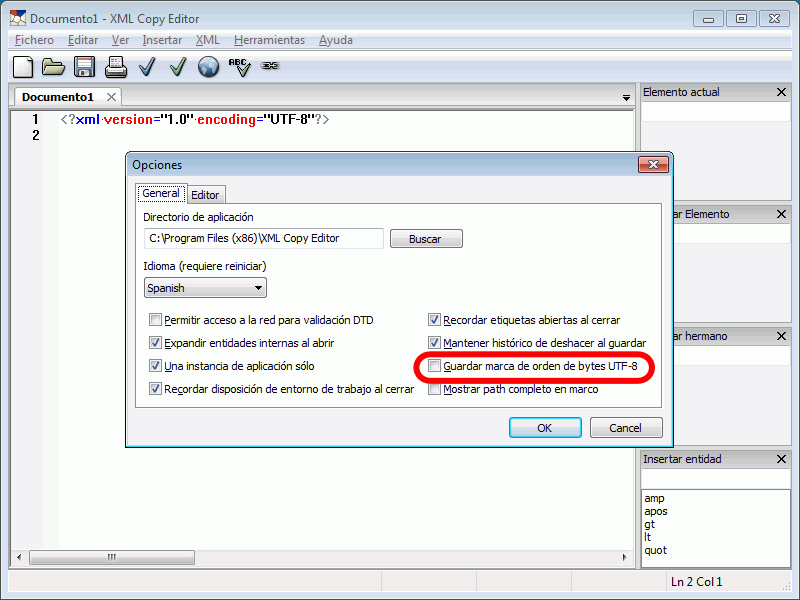 Documento1 - XML Copy Editor
Fichero Editar Ver Insertar XML Herramientas Ayuda
ABC
Documento1
Elemento actual
1 <?xml version="1.0" encoding="UTF-8"?>
2
Opciones
General Editor
Directorio de aplicación
C:\Program Files (x86)\XML Copy Editor
Buscar
Idioma (requiere reiniciar)
Spanish
Permitir acceso a la red para validación DTD
Expandir entidades internas al abrir
Una instancia de aplicación sólo
Recordar disposición de entorno de trabajo al cerrar
Recordar etiquetas abiertas al cerrar
Mantener histórico de deshacer al guardar
Guardar marca de orden de bytes UTF-8
Mostrar path completo en marco
OK Cancel
ar Elemento
ar hermano
Insertar entidad
amp
apos
gt
lt
quot
Ln 2 Col 1